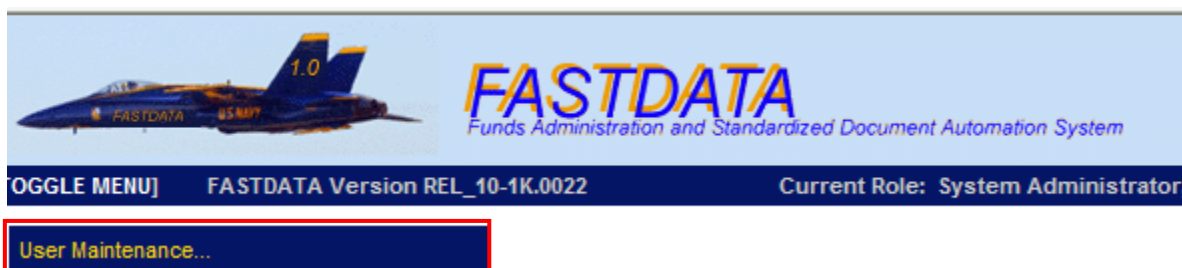 1.0
FASTDATA
US NAVY
FASTDATA
Funds Administration and Standardized Document Automation System
OGGLE MENU] FASTDATA Version REL_10-1K.0022 Current Role: System Administrator
User Maintenance...